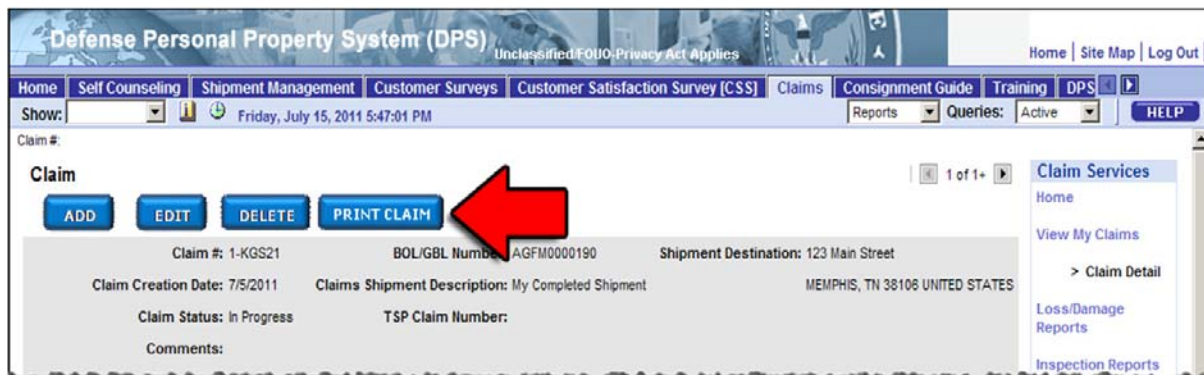 Defense Personal Property System (DPS)
Unclassified/FOUO-Privacy Act Applies
Home | Site Map | Log Out
Home Self Counseling Shipment Management Customer Surveys Customer Satisfaction Survey [CSS] Claims Consignment Guide Training DPS
Show: Friday, July 15, 2011 5:47:01 PM Reports Queries: Active HELP
Claim #:
Claim
1 of 1+
ADD EDIT DELETE PRINT CLAIM
Claim #: 1-KGS21 BOL/GBL Number: AGFM0000190 Shipment Destination: 123 Main Street
Claim Creation Date: 7/5/2011 Claims Shipment Description: My Completed Shipment MEMPHIS, TN 38106 UNITED STATES
Claim Status: In Progress TSP Claim Number:
Comments:
Claim Services
Home
View My Claims
> Claim Detail
Loss/Damage
Reports
Inspection Reports